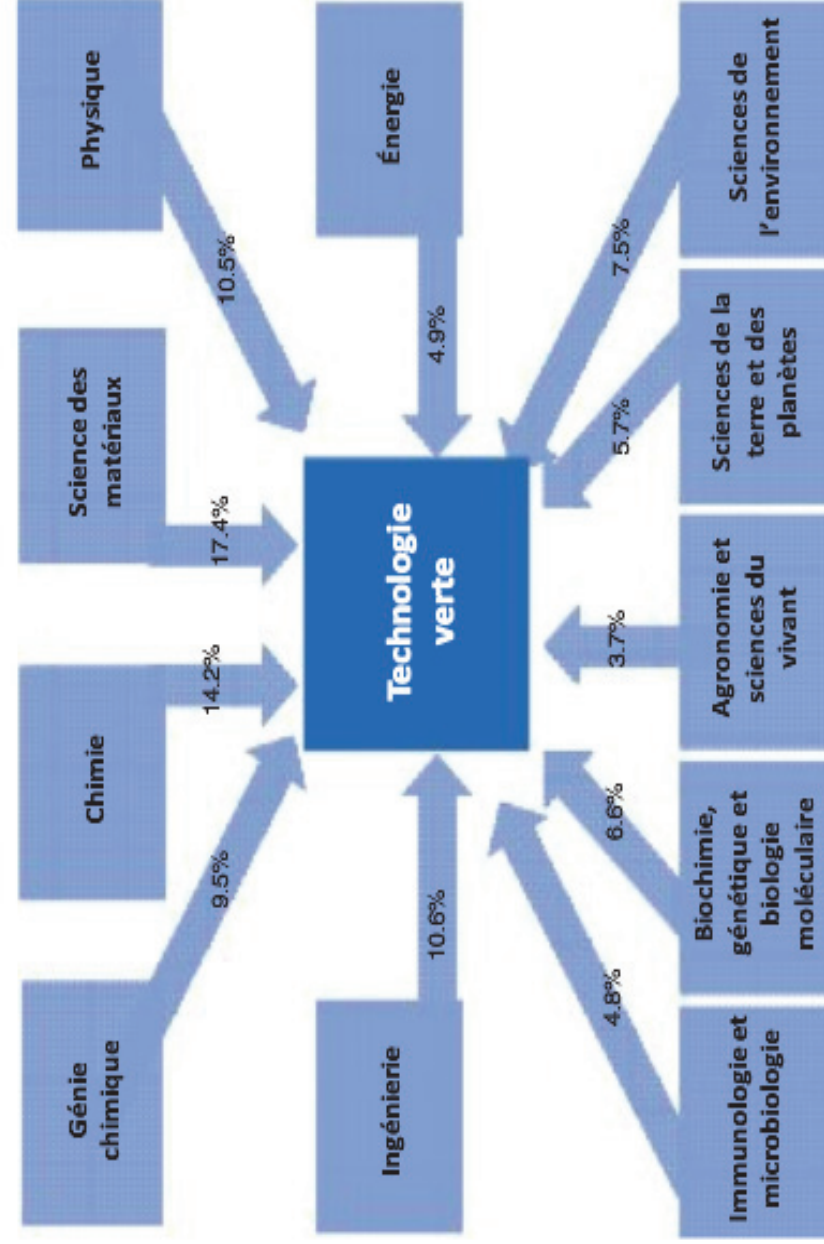 Génie
chimique
Chimie
Science des
matériaux
Physique
9.5%
14.2%
17.4%
10.5%
Ingénierie
10.6%
Technologie
verte
4.9%
Énergie
4.8%
6.6%
3.7%
5.7%
7.5%
Immunologie et
microbiologie
Biochimie,
génétique et
biologie
moléculaire
Agronomie et
sciences du
vivant
Sciences de la
terre et des
planètes
Sciences de
l'environnement